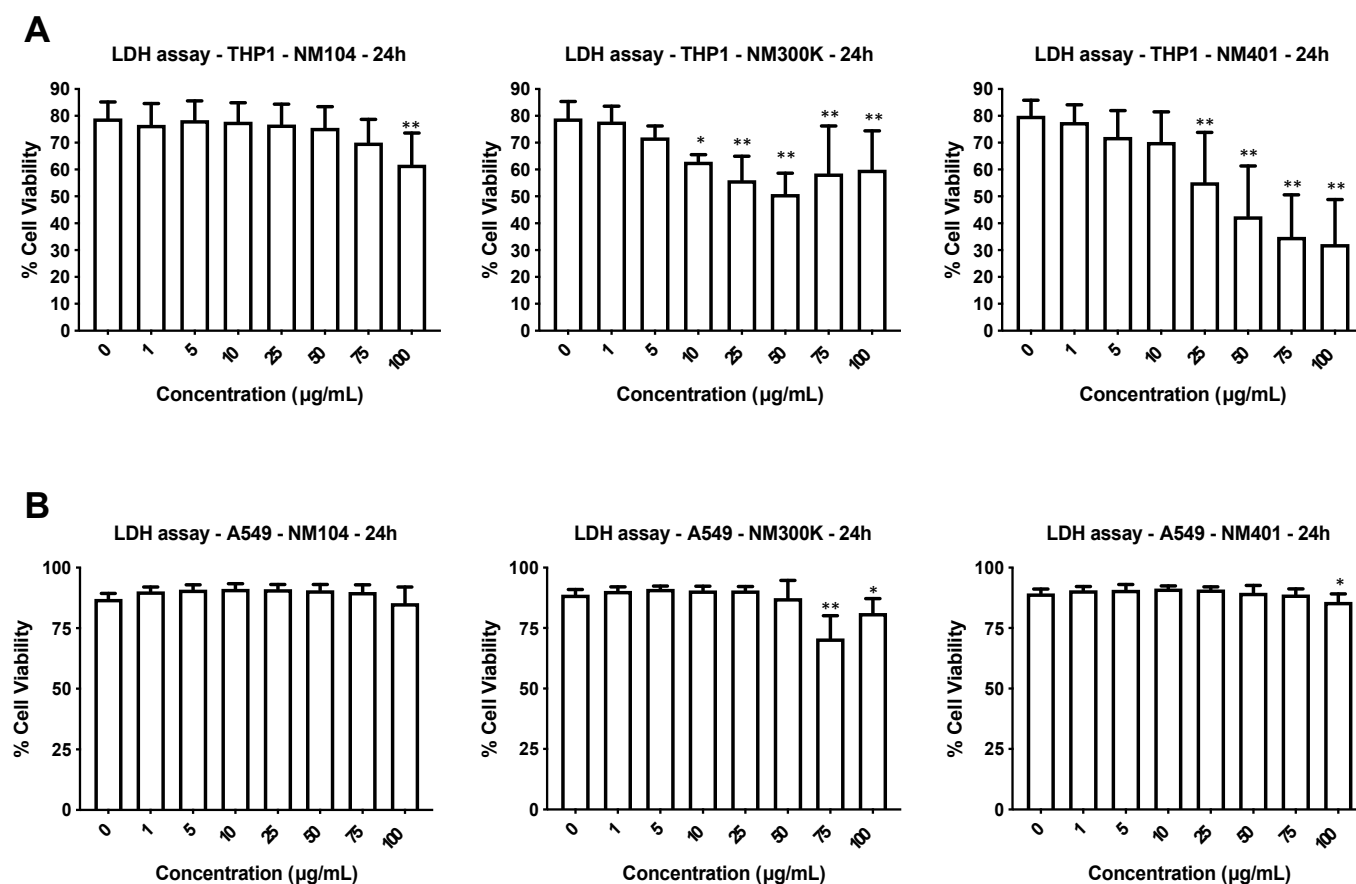 A
LDH assay - THP1 - NM104 - 24h
% Cell Viability
90
80
70
60
50
40
30
20
10
0
**
0 1 5 10 25 50 75 100
Concentration (µg/mL)
LDH assay - THP1 - NM300K - 24h
% Cell Viability
90
80
70
60
50
40
30
20
10
0
* ** ** ** **
0 1 5 10 25 50 75 100
Concentration (µg/mL)
LDH assay - THP1 - NM401 - 24h
% Cell Viability
90
80
70
60
50
40
30
20
10
0
** ** ** **
0 1 5 10 25 50 75 100
Concentration (µg/mL)
B
LDH assay - A549 - NM104 - 24h
% Cell Viability
100
75
50
25
0
0 1 5 10 25 50 75 100
Concentration (µg/mL)
LDH assay - A549 - NM300K - 24h
% Cell Viability
100
75
50
25
0
** *
0 1 5 10 25 50 75 100
Concentration (µg/mL)
LDH assay - A549 - NM401 - 24h
% Cell Viability
100
75
50
25
0
*
0 1 5 10 25 50 75 100
Concentration (µg/mL)